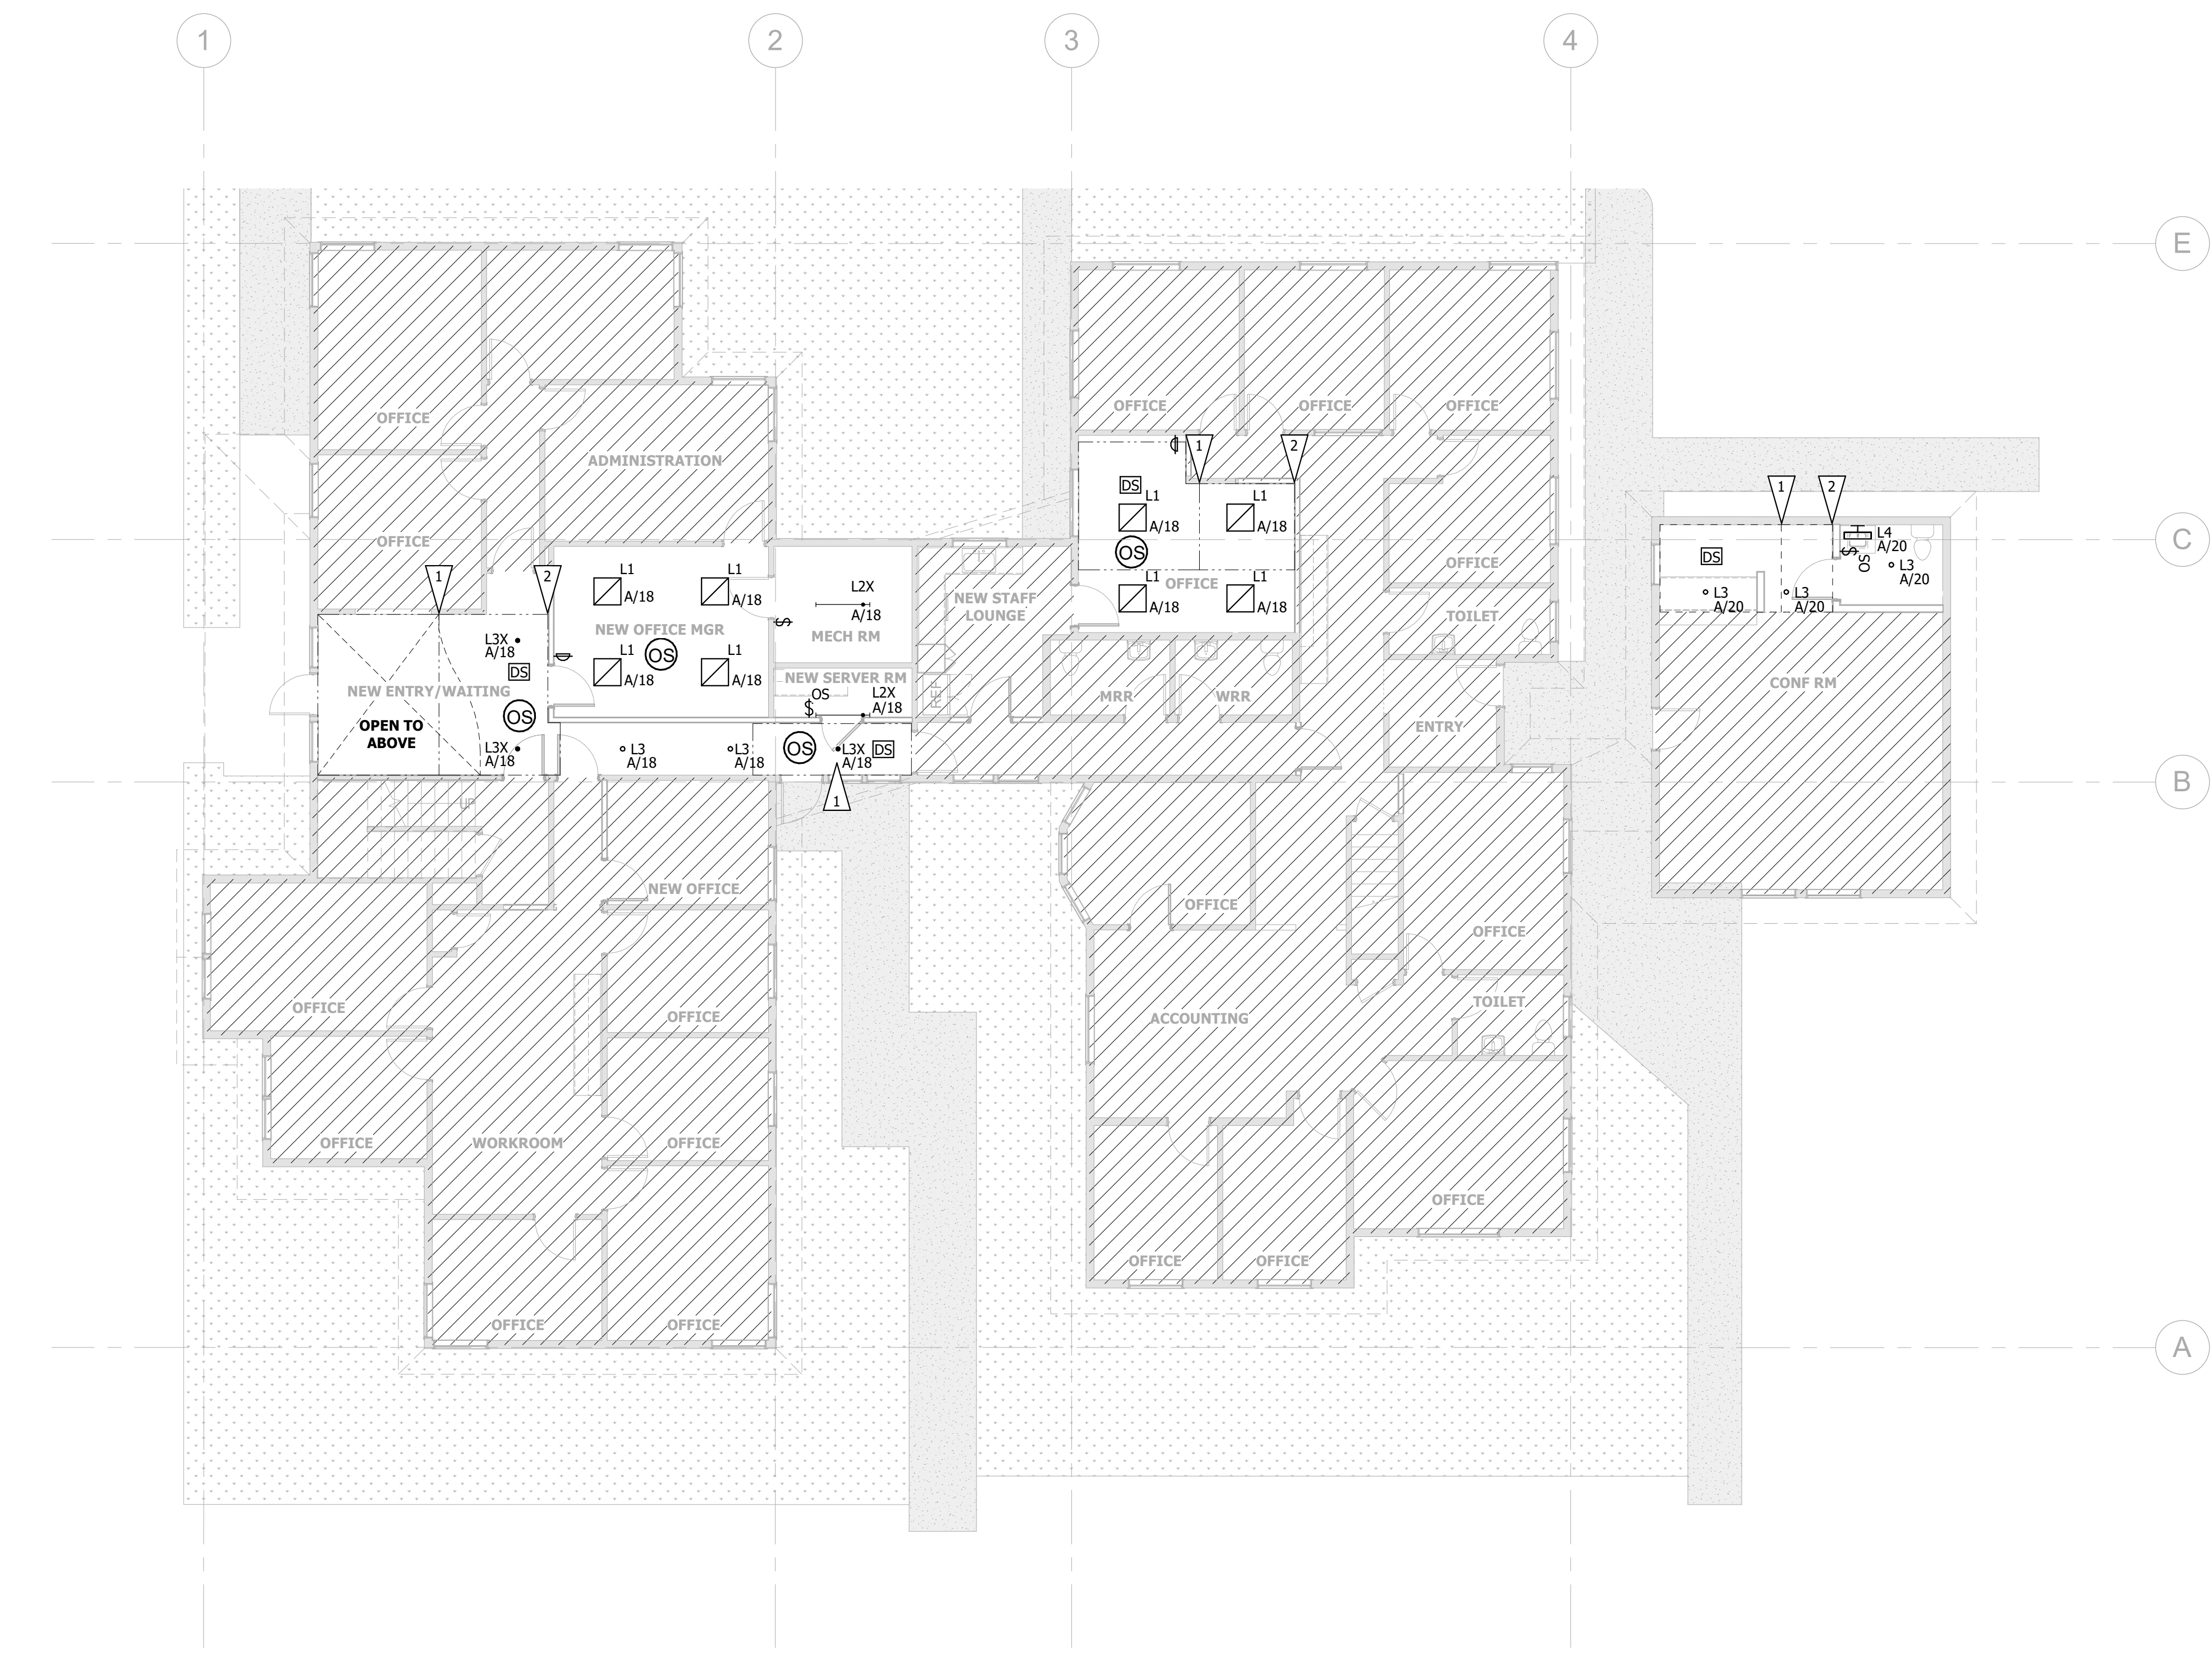 1
2
3
4
E
OFFICE
OFFICE
OFFICE
OFFICE
ADMINISTRATION
1
2
DS
L1
A/18
L1
A/18
OS
L1
A/18
L1
A/18
OFFICE
1
2
DS
L3
A/20
L3
A/20
L4
A/20
$
OS
L3
A/20
C
OFFICE
OFFICE
1
2
L1
A/18
L1
A/18
NEW OFFICE MGR
OS
L1
A/18
L1
A/18
L2X
A/18
$
MECH RM
NEW STAFF
LOUNGE
TOILET
L3X
A/18
DS
NEW ENTRY/WAITING
OS
OPEN TO
ABOVE
L3X
A/18
NEW SERVER RM
OS
$
L2X
A/18
REF
MRR
WRR
CONF RM
ENTRY
L3
A/18
L3
A/18
OS
L3X
A/18
DS
1
B
UP
NEW OFFICE
OFFICE
OFFICE
OFFICE
OFFICE
ACCOUNTING
TOILET
OFFICE
WORKROOM
OFFICE
OFFICE
OFFICE
OFFICE
OFFICE
OFFICE
A